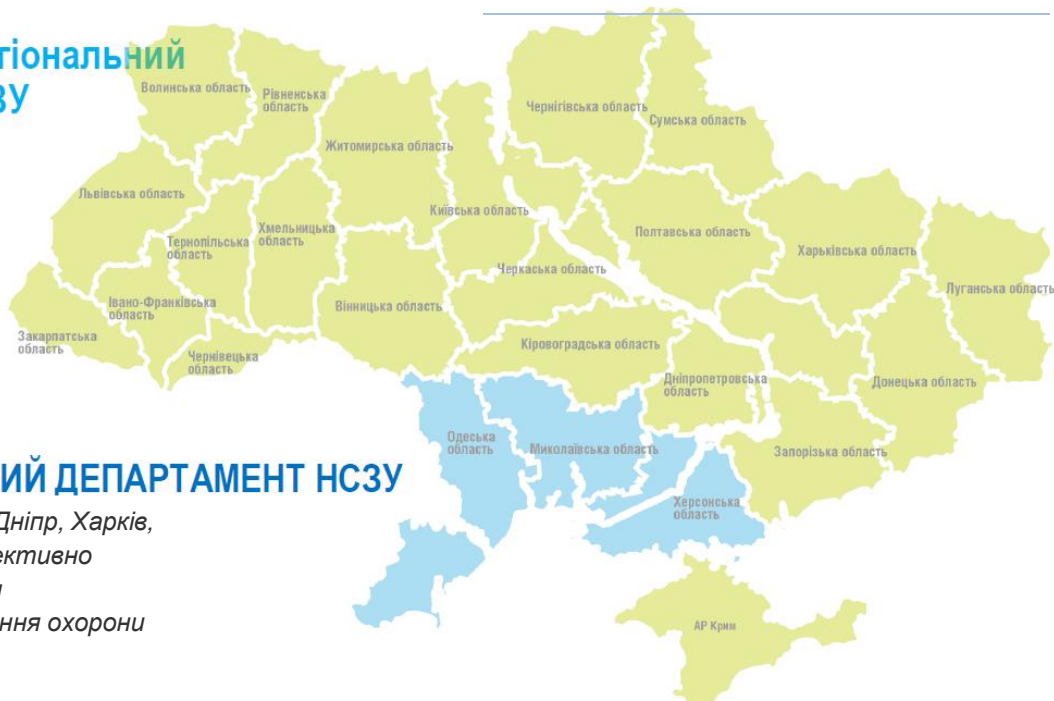 гіональний
ЗУ
Волинська область
Рівненська
область
Житомирська область
Чернігівська область
Сумська область
Львівська область
Тернопільська
область
Хмельницька
область
Київська область
Полтавська область
Харьківська область
Луганська область
Черкаська область
Івано-Франківська
область
Вінницька область
Закарпатська
область
Чернівецька
область
Кіровоградська область
Дніпропетровська
область
Донецька область
Одеська
область
Миколаївська область
Запорізька область
Херсонська
область
АР Крим
ИЙ ДЕПАРТАМЕНТ НСЗУ
Дніпр, Харків,
ективно
ння охорони